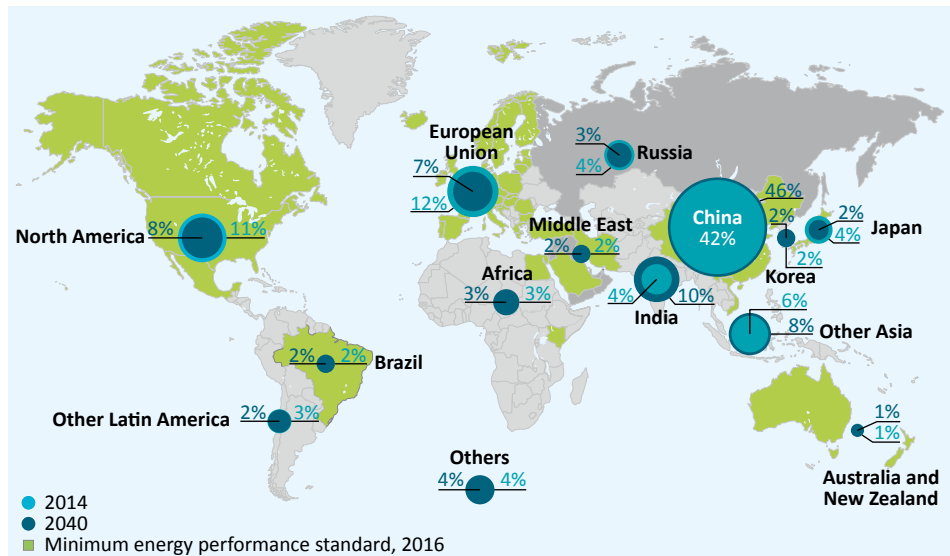 European
Union
7%
12%
3%
4%
Russia
North America
8%
11%
China
42%
46%
Middle East
2%
2%
2%
2%
Korea
2%
4%
Japan
Africa
3%
3%
4%
10%
India
6%
8%
Other Asia
Brazil
2%
2%
Other Latin America
2%
3%
1%
1%
Australia and
New Zealand
Others
4%
4%
2014
2040
Minimum energy performance standard, 2016